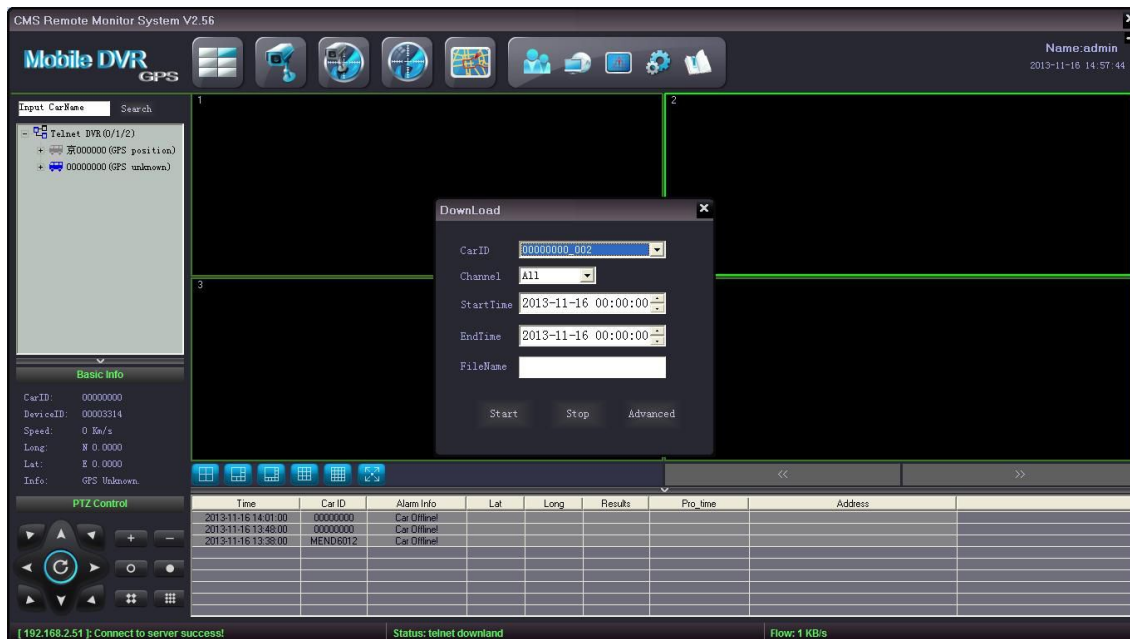 CMS Remote Monitor System V2.56
Mobile DVR
GPS
Name:admin
2013-11-16 14:57:44
Input CarName
Search
Telnet DVR(0/1/2)
京000000(GPS position)
00000000(GPS unknown)
1
2
3
DownLoad
CarID 00000000_002
Channel All
StartTime 2013-11-16 00:00:00
EndTime 2013-11-16 00:00:00
FileName
Start Stop Advanced
Basic Info
CarID: 00000000
DeviceID: 00003314
Speed: 0 Km/s
Long: N 0.0000
Lat: E 0.0000
Info: GPS Unknown.
PTZ Control
<< >>
Time Car ID Alarm Info Lat Long Results Pro_time Address
2013-11-16 14:01:00 00000000 Car Offline!
2013-11-16 13:48:00 00000000 Car Offline!
2013-11-16 13:38:00 MEND6012 Car Offline!
[ 192.168.2.51 ]: Connect to server success! Status: telnet downland Flow: 1 KB/s